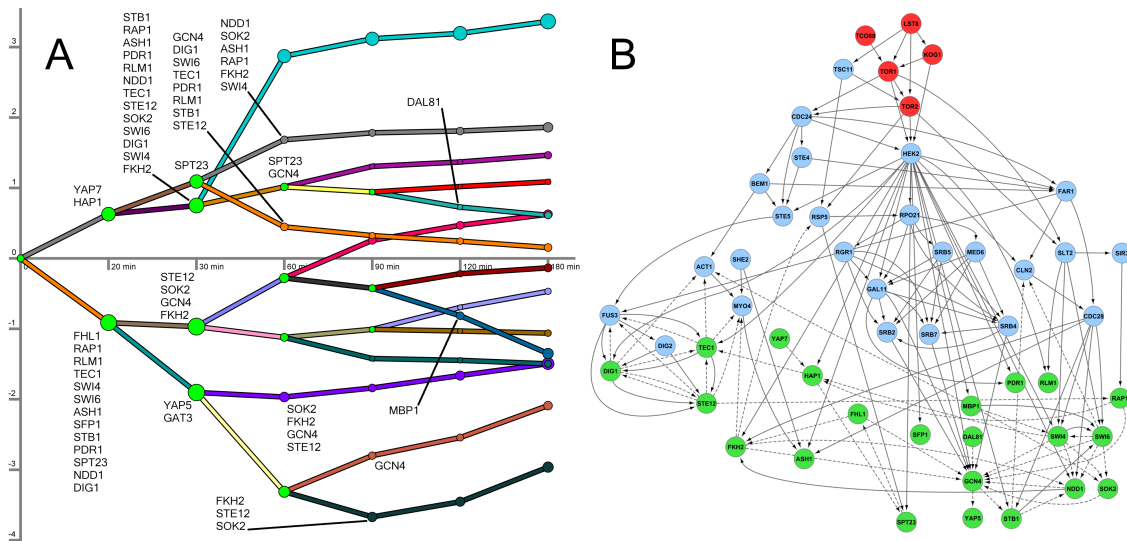 A
B
3
2
1
0
-1
-2
-3
-4
0
20 min
30 min
60 min
90 min
120 min
180 min
STB1
RAP1
ASH1
PDR1
RLM1
NDD1
TEC1
STE12
SOK2
SWI6
DIG1
SWI4
FKH2
GCN4
DIG1
SWI6
TEC1
PDR1
RLM1
STB1
STE12
NDD1
SOK2
ASH1
RAP1
FKH2
SWI4
DAL81
SPT23
SPT23
GCN4
YAP7
HAP1
STE12
SOK2
GCN4
FKH2
FHL1
RAP1
RLM1
TEC1
SWI4
SWI6
ASH1
SFP1
STB1
PDR1
SPT23
NDD1
DIG1
YAP5
GAT3
SOK2
FKH2
GCN4
STE12
MBP1
GCN4
FKH2
STE12
SOK2
LST8
TCO89
KOG1
TSC11
TOR1
TOR2
CDC24
STE4
HEK2
BEM1
FAR1
STE5
RSP5
RPO21
ACT1
SHE2
RGR1
SRB5
MED6
SLT2
CLN2
GAL11
MYO4
FUS3
SRB2
SRB7
SRB4
CDC28
DIG2
TEC1
YAP7
DIG1
HAP1
PDR1
RLM1
STE12
MBP1
RAP1
FHL1
SFP1
DAL81
SWI4
SWI6
FKH2
ASH1
GCN4
NDD1
SOK2
SPT23
YAP5
STB1